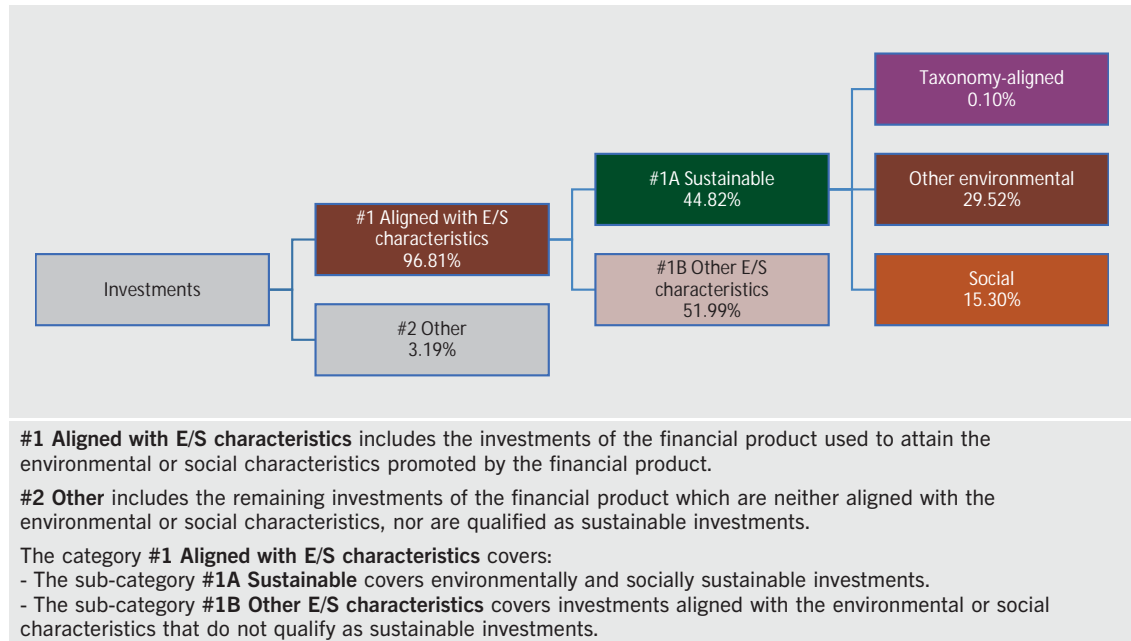 Taxonomy-aligned
0.10%
#1A Sustainable
44.82%
Other environmental
29.52%
#1 Aligned with E/S
characteristics
96.81%
#1B Other E/S
characteristics
51.99%
Social
15.30%
Investments
#2 Other
3.19%
#1 Aligned with E/S characteristics includes the investments of the financial product used to attain the
environmental or social characteristics promoted by the financial product.
#2 Other includes the remaining investments of the financial product which are neither aligned with the
environmental or social characteristics, nor are qualified as sustainable investments.
The category #1 Aligned with E/S characteristics covers:
- The sub-category #1A Sustainable covers environmentally and socially sustainable investments.
- The sub-category #1B Other E/S characteristics covers investments aligned with the environmental or social
characteristics that do not qualify as sustainable investments.